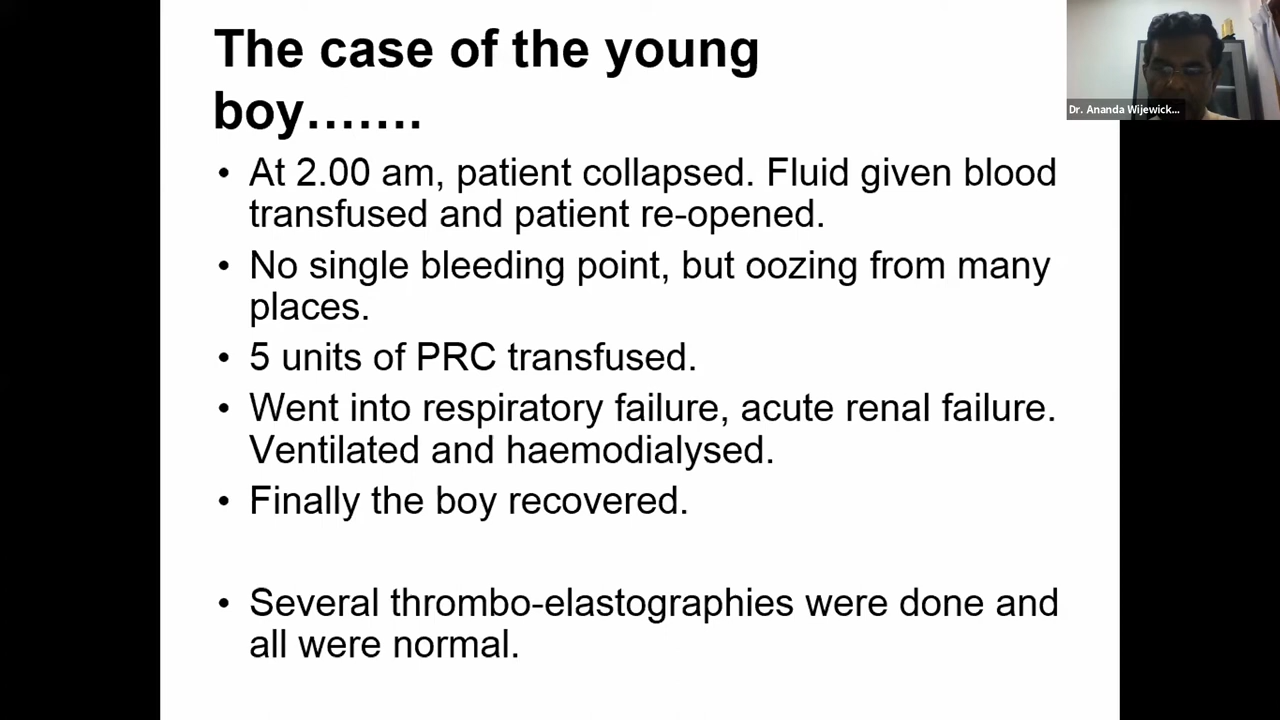 The case of the young
boy.......
Dr. Ananda Wijewick...
• At 2.00 am, patient collapsed. Fluid given blood
transfused and patient re-opened.
• No single bleeding point, but oozing from many
places.
• 5 units of PRC transfused.
• Went into respiratory failure, acute renal failure.
Ventilated and haemodialysed.
• Finally the boy recovered.
• Several thrombo-elastographies were done and
all were normal.